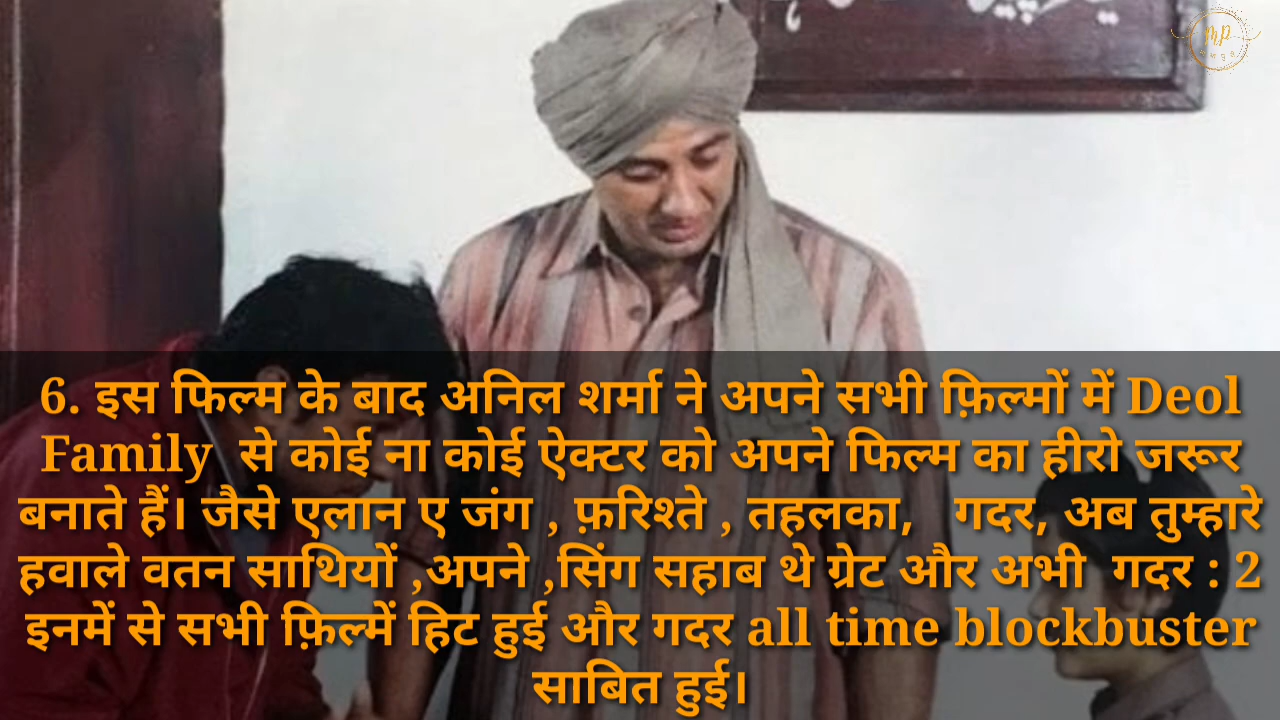 6. इस फिल्म के बाद अनिल शर्मा ने अपने सभी फ़िल्मों में Deol
Family से कोई ना कोई ऐक्टर को अपने फिल्म का हीरो जरूर
बनाते हैं। जैसे एलान ए जंग , फ़रिश्ते , तहलका, गदर, अब तुम्हारे
हवाले वतन साथियों ,अपने ,सिंग सहाब थे ग्रेट और अभी गदर : 2
इनमें से सभी फ़िल्में हिट हुई और गदर all time blockbuster
साबित हुई।